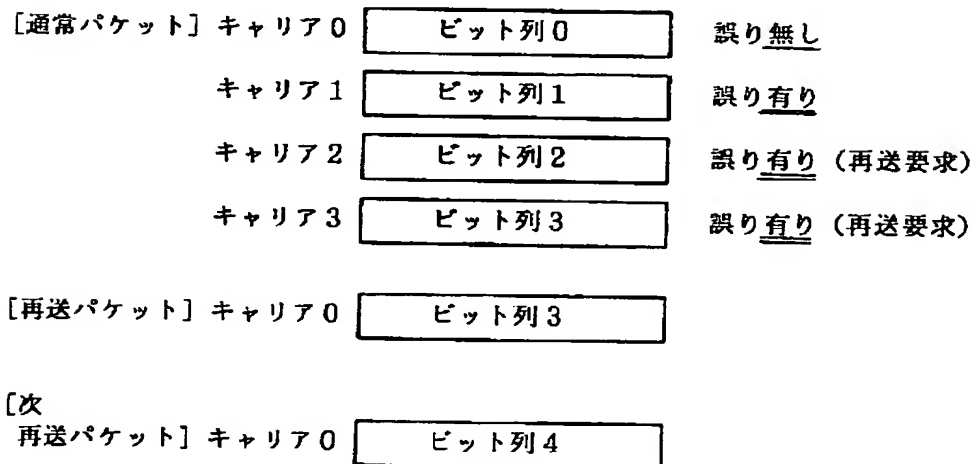 [通常パケット] キャリア0 ビット列0 誤り無し
キャリア1 ビット列1 誤り有り
キャリア2 ビット列2 誤り有り (再送要求)
キャリア3 ビット列3 誤り有り (再送要求)
[再送パケット] キャリア0 ビット列3
[次
再送パケット] キャリア0 ビット列4